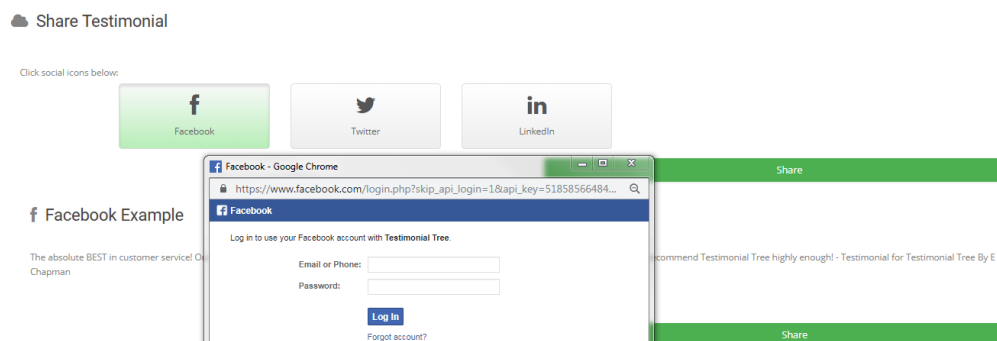 Share Testimonial
Click social icons below:
Facebook
Twitter
LinkedIn
Facebook - Google Chrome
Share
https://www.facebook.com/login.php?skip_api_login=1&api_key=51858566484...
Facebook
Facebook Example
Log in to use your Facebook account with Testimonial Tree.
The absolute BEST in customer service! recommend Testimonial Tree highly enough! - Testimonial for Testimonial Tree By E
Chapman
Email or Phone:
Password:
Log In
Forgot account?
Share